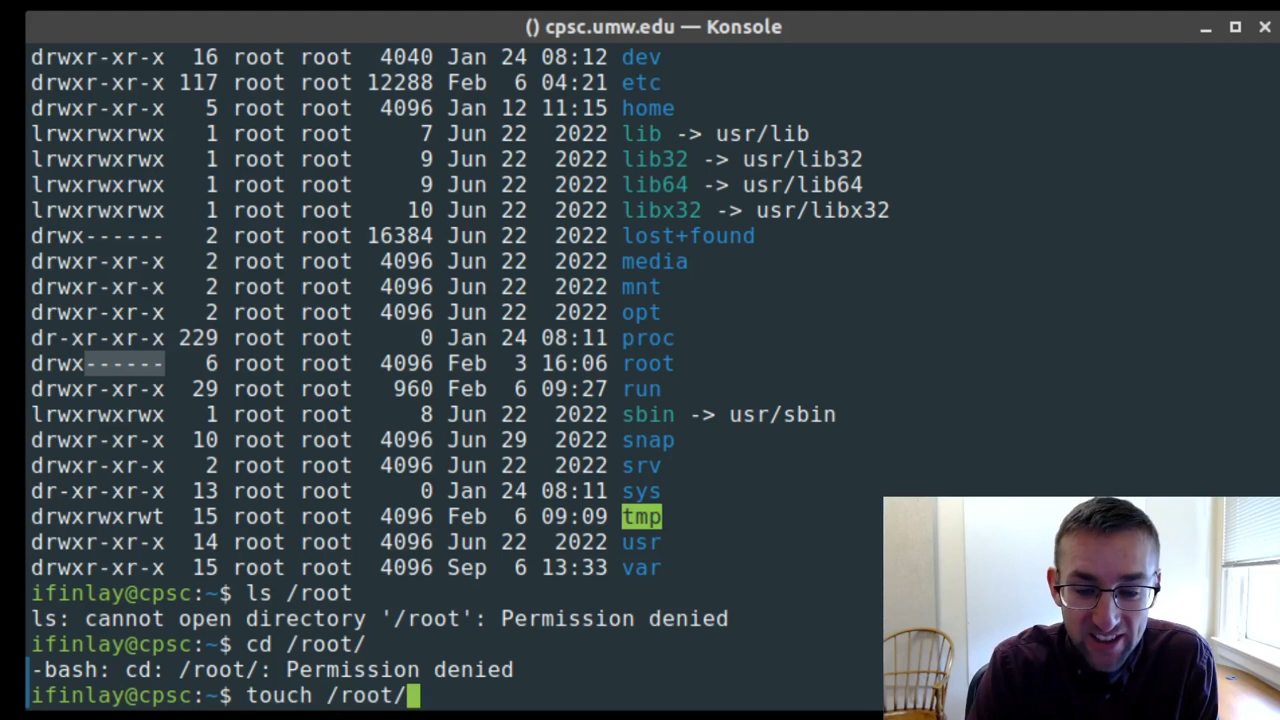 () cpsc.umw.edu — Konsole
drwxr-xr-x  16 root root  4040 Jan 24 08:12 dev
drwxr-xr-x 117 root root 12288 Feb  6 04:21 etc
drwxr-xr-x   5 root root  4096 Jan 12 11:15 home
lrwxrwxrwx   1 root root     7 Jun 22  2022 lib -> usr/lib
lrwxrwxrwx   1 root root     9 Jun 22  2022 lib32 -> usr/lib32
lrwxrwxrwx   1 root root     9 Jun 22  2022 lib64 -> usr/lib64
lrwxrwxrwx   1 root root    10 Jun 22  2022 libx32 -> usr/libx32
drwx------   2 root root 16384 Jun 22  2022 lost+found
drwxr-xr-x   2 root root  4096 Jun 22  2022 media
drwxr-xr-x   2 root root  4096 Jun 22  2022 mnt
drwxr-xr-x   2 root root  4096 Jun 22  2022 opt
dr-xr-xr-x 229 root root     0 Jan 24 08:11 proc
drwx------   6 root root  4096 Feb  3 16:06 root
drwxr-xr-x  29 root root   960 Feb  6 09:27 run
lrwxrwxrwx   1 root root     8 Jun 22  2022 sbin -> usr/sbin
drwxr-xr-x  10 root root  4096 Jun 29  2022 snap
drwxr-xr-x   2 root root  4096 Jun 22  2022 srv
dr-xr-xr-x  13 root root     0 Jan 24 08:11 sys
drwxrwxrwt  15 root root  4096 Feb  6 09:09 tmp
drwxr-xr-x  14 root root  4096 Jun 22  2022 usr
drwxr-xr-x  15 root root  4096 Sep  6 13:33 var
ifinlay@cpsc:~$ ls /root
ls: cannot open directory '/root': Permission denied
ifinlay@cpsc:~$ cd /root/
-bash: cd: /root/: Permission denied
ifinlay@cpsc:~$ touch /root/